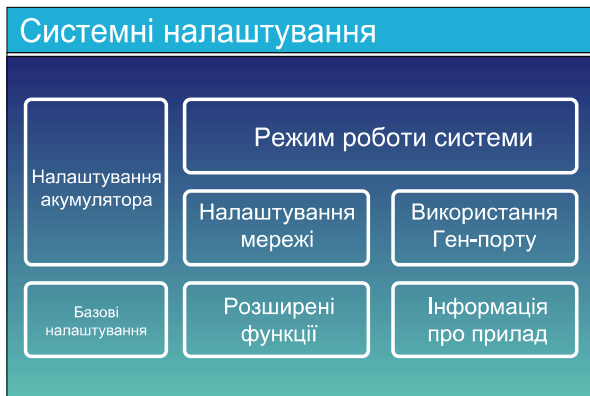 Системні налаштування
Налаштування
акумулятора
Режим роботи системи
Налаштування
мережі
Використання
Ген-порту
Базові
налаштування
Розширені
функції
Інформація
про прилад